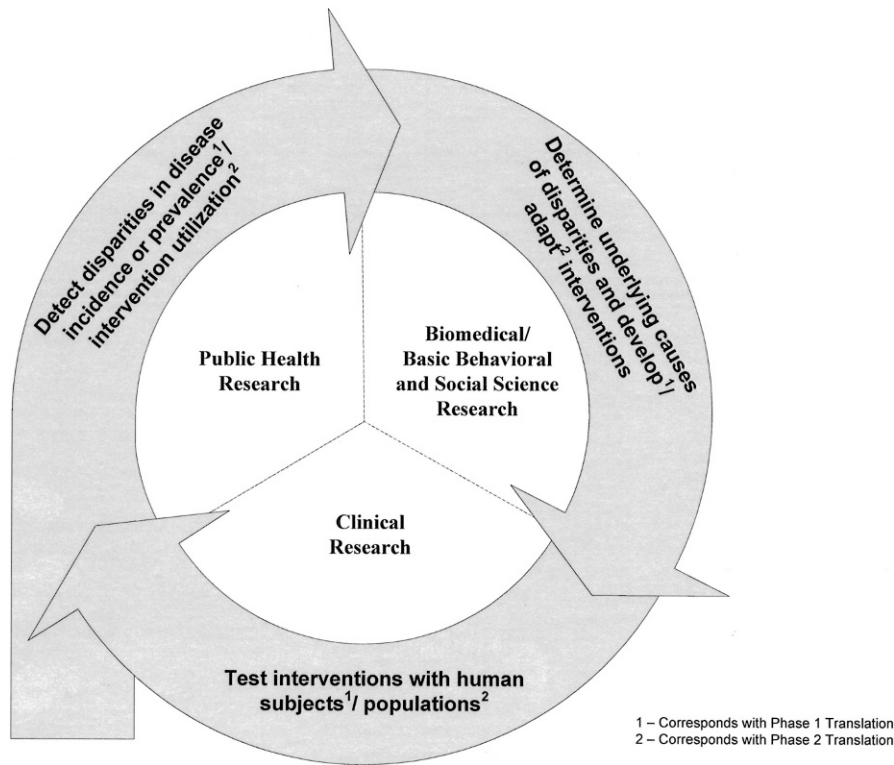 Detect disparities in disease
incidence or prevalence¹/
intervention utilization²
Determine underlying causes
of disparities and develop¹/
adapt² interventions
Public Health
Research
Biomedical/
Basic Behavioral
and Social Science
Research
Clinical
Research
Test interventions with human
subjects¹/ populations²
1 – Corresponds with Phase 1 Translation
2 – Corresponds with Phase 2 Translation